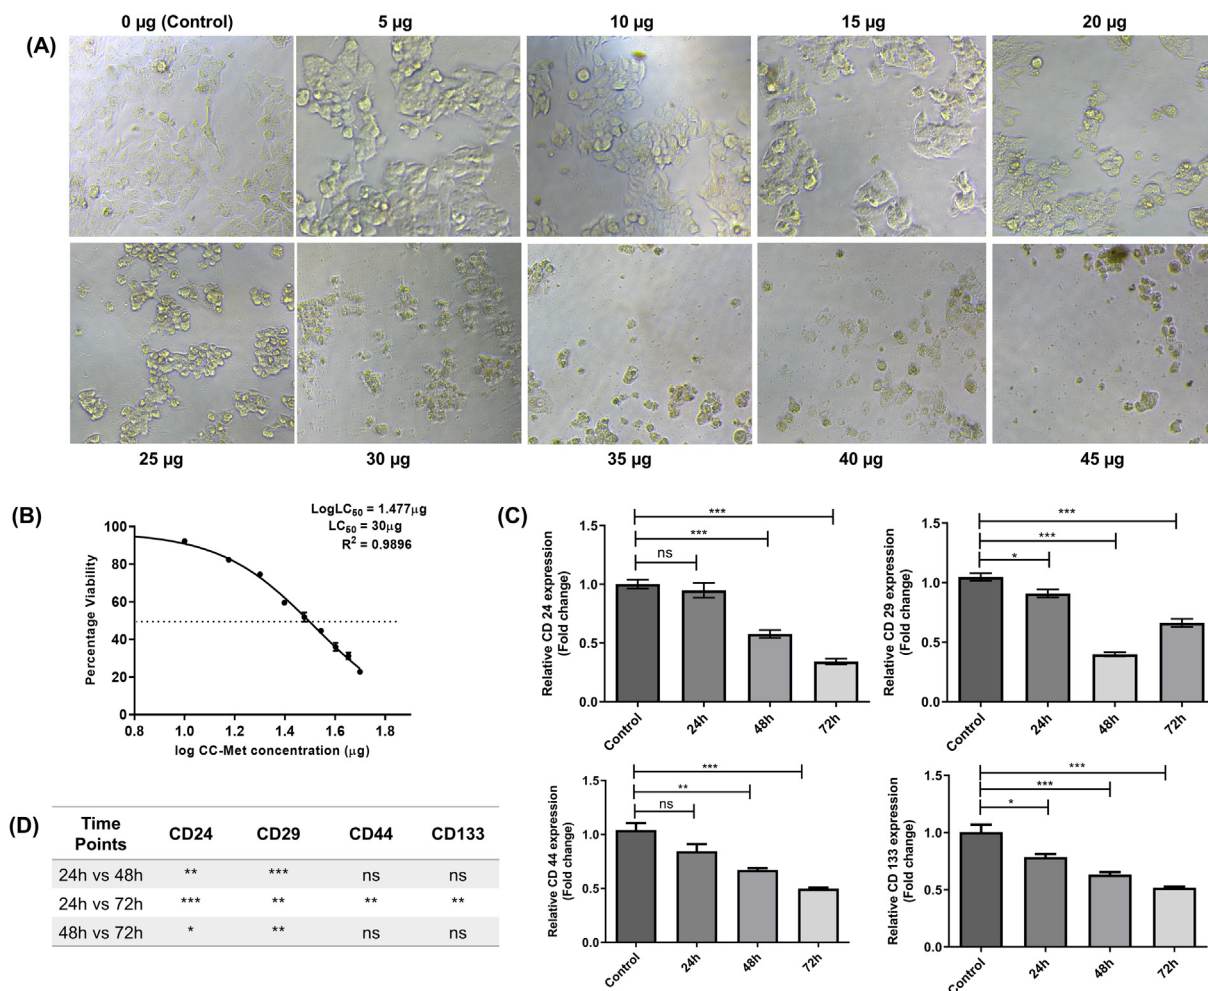 0 µg (Control) 5 µg 10 µg 15 µg 20 µg
(A)
25 µg 30 µg 35 µg 40 µg 45 µg
(B)
LogLC50 = 1.477µg
LC50 = 30µg
R2 = 0.9896
Percentage Viability
100
80
60
40
20
0
0.8 1.0 1.2 1.4 1.6 1.8
log CC-Met concentration (µg)
(C)
Relative CD 24 expression
(Fold change)
1.5
1.0
0.5
0.0
***
***
ns
Control 24h 48h 72h
Relative CD 29 expression
(Fold change)
1.5
1.0
0.5
0.0
***
***
*
Control 24h 48h 72h
Relative CD 44 expression
(Fold change)
1.5
1.0
0.5
0.0
***
**
ns
Control 24h 48h 72h
Relative CD 133 expression
(Fold change)
1.5
1.0
0.5
0.0
***
***
*
Control 24h 48h 72h
(D)
Time
Points CD24 CD29 CD44 CD133
24h vs 48h ** *** ns ns
24h vs 72h *** ** ** **
48h vs 72h * ** ns ns